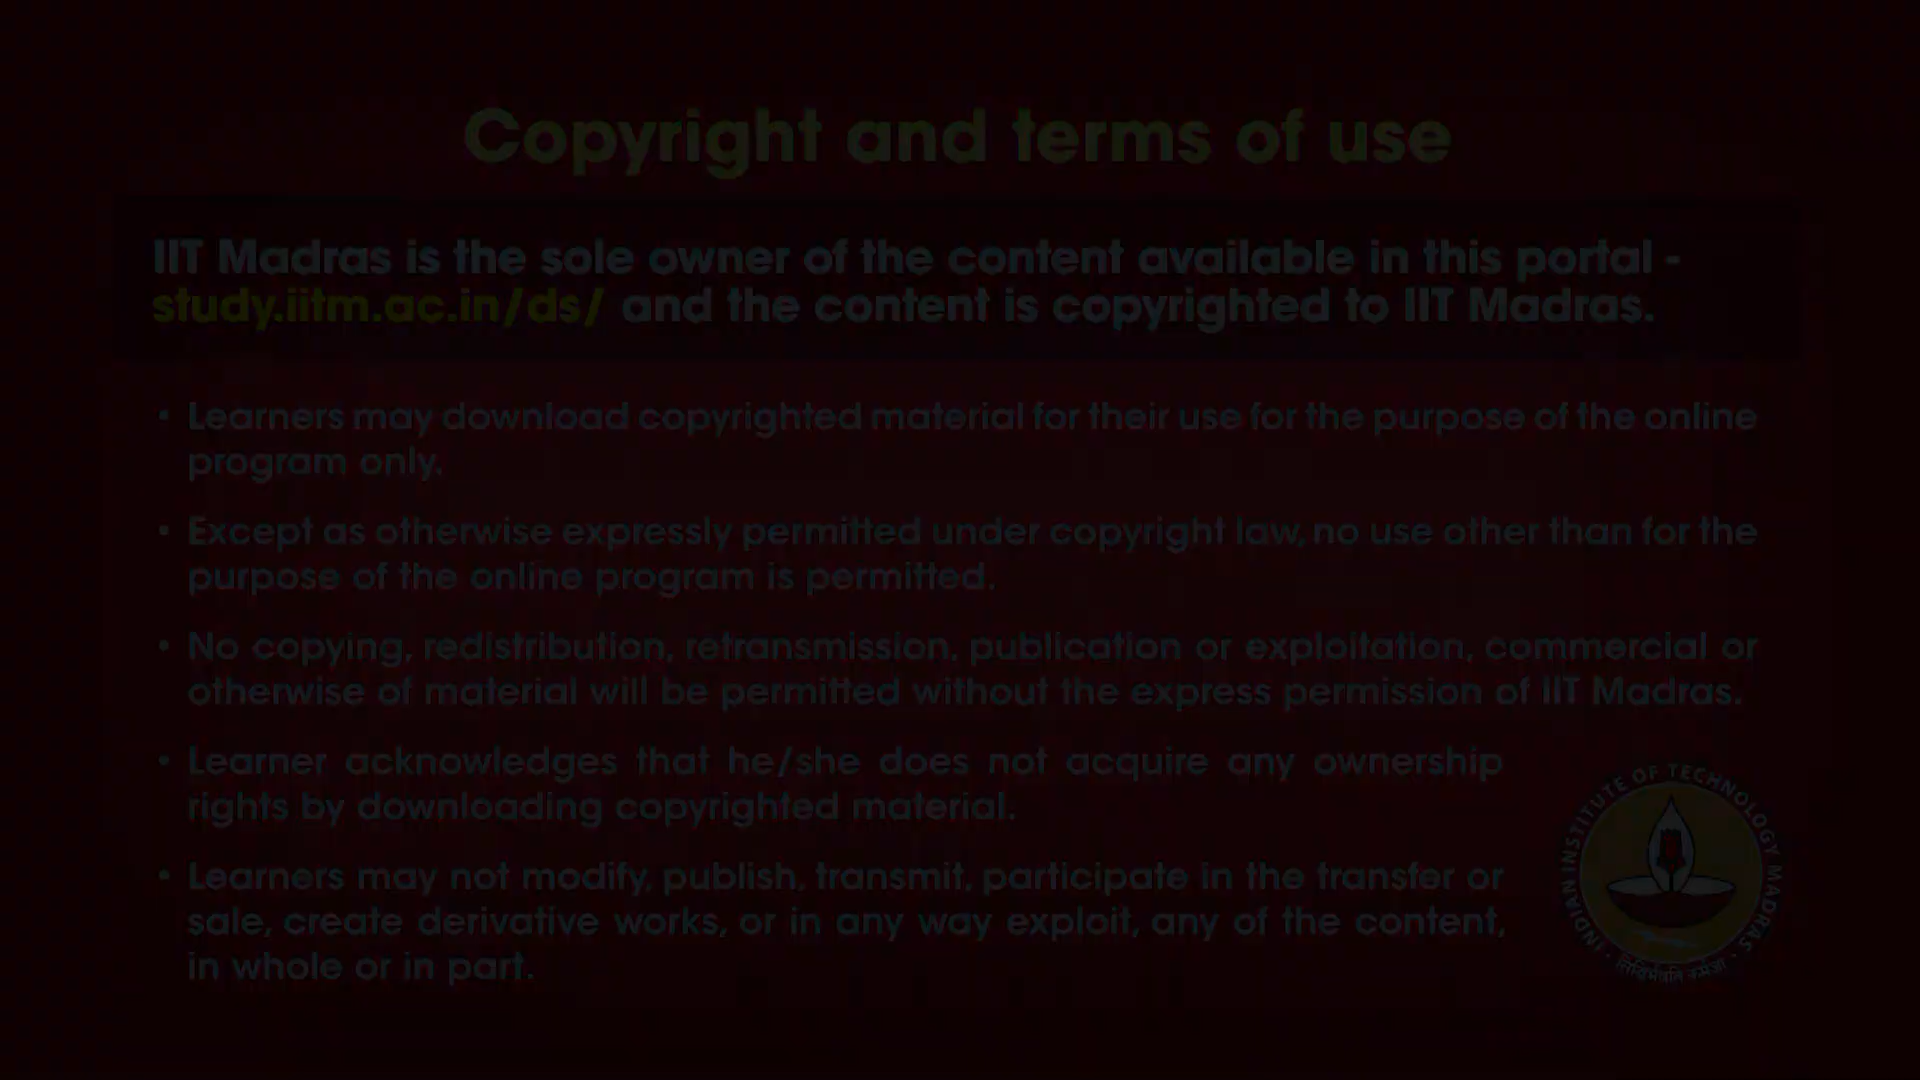 Copyright and terms of use
IIT Madras is the sole owner of the content available in this portal -
study.iitm.ac.in/ds/ and the content is copyrighted to IIT Madras.
• Learners may download copyrighted material for their use for the purpose of the online
program only.
• Except as otherwise expressly permitted under copyright law, no use other than for the
purpose of the online program is permitted.
• No copying, redistribution, retransmission, publication or exploitation, commercial or
otherwise of material will be permitted without the express permission of IIT Madras.
• Learner acknowledges that he/she does not acquire any ownership
rights by downloading copyrighted material.
• Learners may not modify, publish, transmit, participate in the transfer or
sale, create derivative works, or in any way exploit, any of the content,
in whole or in part.
INDIAN INSTITUTE OF TECHNOLOGY MADRAS